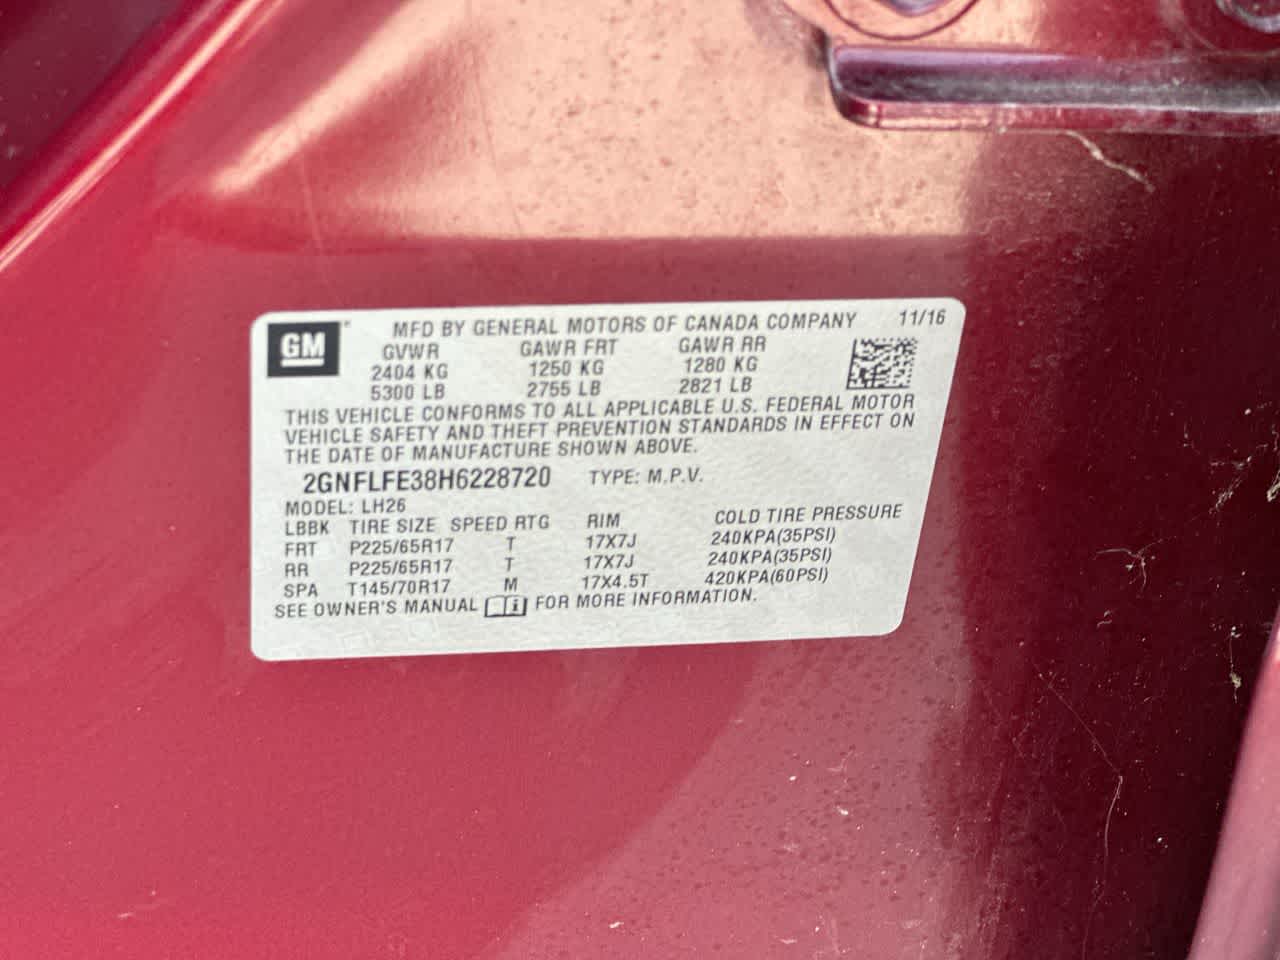 GM MFD BY GENERAL MOTORS OF CANADA COMPANY 11/16
GVWR GAWR FRT GAWR RR
2404 KG 1250 KG 1280 KG
5300 LB 2755 LB 2821 LB
THIS VEHICLE CONFORMS TO ALL APPLICABLE U.S. FEDERAL MOTOR
VEHICLE SAFETY AND THEFT PREVENTION STANDARDS IN EFFECT ON
THE DATE OF MANUFACTURE SHOWN ABOVE.
2GNFLFE38H6228720 TYPE: M.P.V.
MODEL: LH26
LBBK TIRE SIZE SPEED RTG RIM COLD TIRE PRESSURE
FRT P225/65R17 T 17X7J 240KPA(35PSI)
RR P225/65R17 T 17X7J 240KPA(35PSI)
SPA T145/70R17 M 17X4.5T 420KPA(60PSI)
SEE OWNER'S MANUAL i FOR MORE INFORMATION.